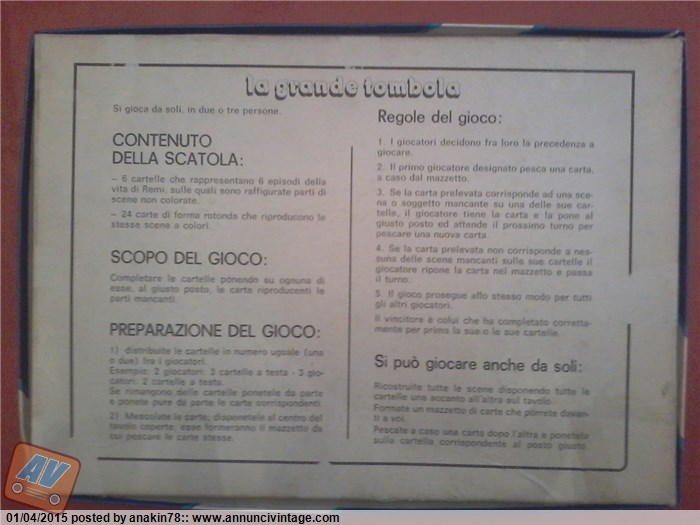 la grande tombola
Si gioca da soli, in due o tre persone.
CONTENUTO
DELLA SCATOLA:
– 6 cartelle che rappresentano 6 episodi della
vita di Remi, sulle quali sono raffigurate parti di
scene non colorate.
– 24 carte di forma rotonda che riproducono le
stesse scene a colori.
SCOPO DEL GIOCO:
Completare le cartelle ponendo su ognuna di
esse, al giusto posto, le carte riproducenti le
parti mancanti.
PREPARAZIONE DEL GIOCO:
1) distribuite le cartelle in numero uguale (una
o due) fra i giocatori.
Esempio: 2 giocatori: 3 cartelle a testa - 3 gio-
catori: 2 cartelle a testa.
Se rimangono delle cartelle ponetele da parte
e ponete pure da parte le carte corrispondenti.
2) Mescolate le carte; disponetele al centro del
tavolo coperte; esse formeranno il mazzetto da
cui pescare le carte stesse.
Regole del gioco:
1. I giocatori decidono fra loro la precedenza a
giocare.
2. Il primo giocatore designato pesca una carta,
a caso dal mazzetto.
3. Se la carta prelevata corrisponde ad una sce-
na o soggetto mancante su una delle sue car-
telle, il giocatore tiene la carta e la pone al
giusto posto ed attende il prossimo turno per
pescare una nuova carta.
4. Se la carta prelevata non corrisponde a nes-
suna delle scene mancanti sulle sue cartelle il
giocatore ripone la carta nel mazzetto e passa
il turno.
5. Il gioco prosegue allo stesso modo per tutti
gli altri giocatori.
Il vincitore è colui che ha completato corretta-
mente per primo la sua o le sue cartelle.
Si può giocare anche da soli:
Ricostruite tutte le scene disponendo tutte le
cartelle una accanto all'altra sul tavolo.
Formate un mazzetto di carte che porrete davan-
ti a voi.
Pescate a caso una carta dopo l'altra e ponetela
sulla cartella corrispondente al posto giusto.
AV
01/04/2015 posted by anakin78:: www.annuncivintage.com